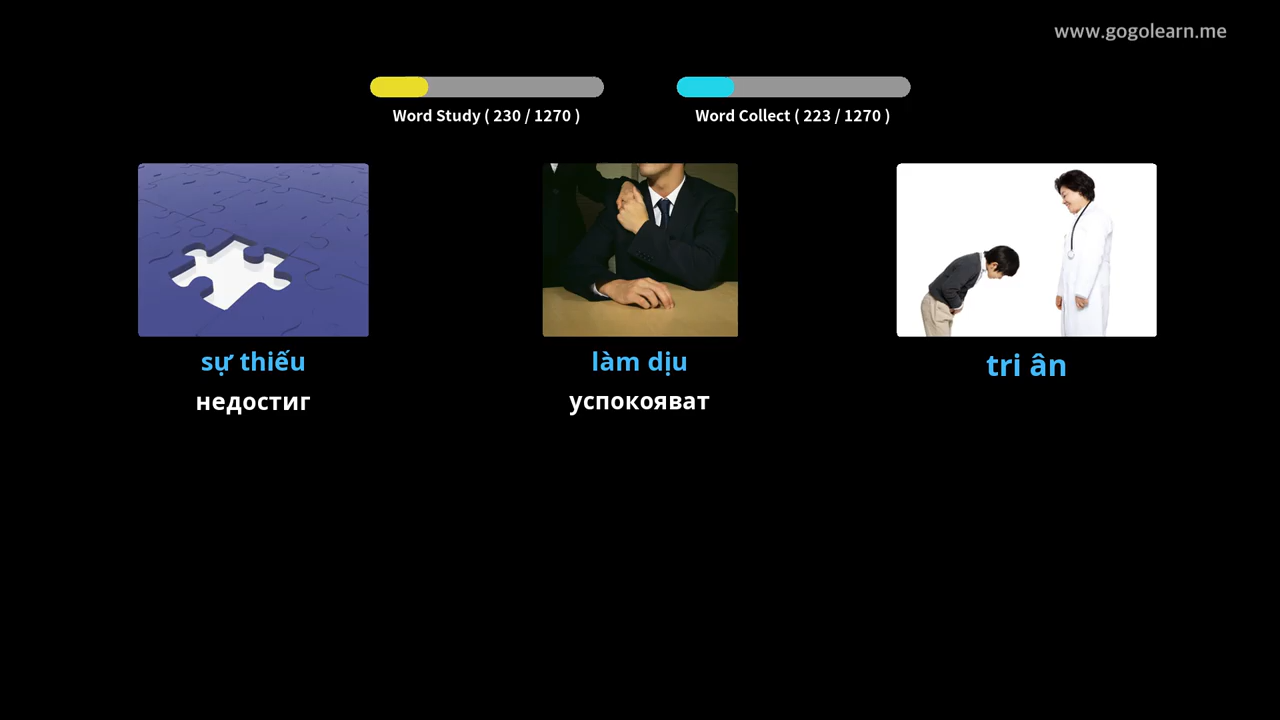 www.gogolearn.me
Word Study ( 230 / 1270 )
Word Collect ( 223 / 1270 )
sự thiếu
недостиг
làm dịu
успокояват
tri ân